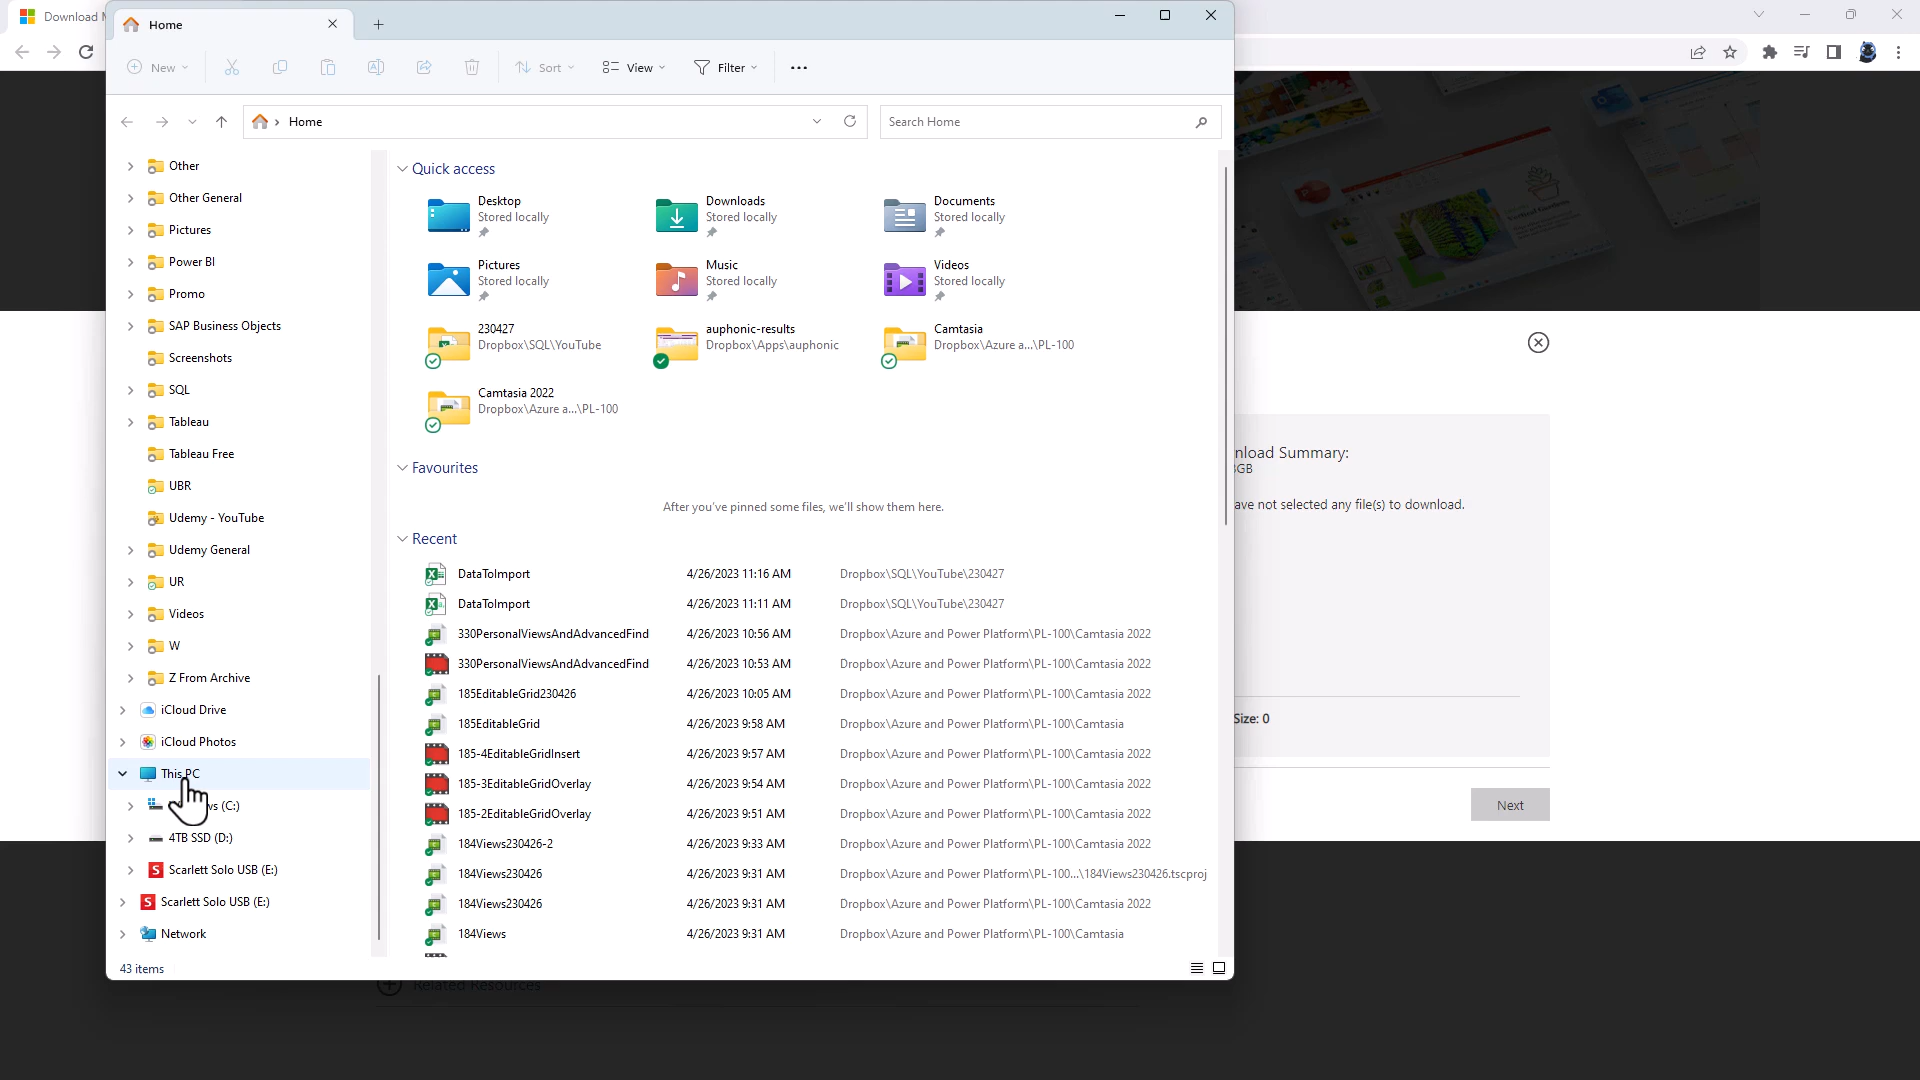 Download M
Home
New
Sort
View
Filter
Home
Search Home
Other
Other General
Pictures
Power BI
Promo
SAP Business Objects
Screenshots
SQL
Tableau
Tableau Free
UBR
Udemy - YouTube
Udemy General
UR
Videos
W
Z From Archive
iCloud Drive
iCloud Photos
This PC
(C:)
4TB SSD (D:)
Scarlett Solo USB (E:)
Scarlett Solo USB (E:)
Network
43 items
Quick access
Desktop
Stored locally
Downloads
Stored locally
Documents
Stored locally
Pictures
Stored locally
Music
Stored locally
Videos
Stored locally
230427
Dropbox\SQL\YouTube
auphonic-results
Dropbox\Apps\auphonic
Camtasia
Dropbox\Azure a...\PL-100
Camtasia 2022
Dropbox\Azure a...\PL-100
Favourites
After you've pinned some files, we'll show them here.
Recent
DataToImport 4/26/2023 11:16 AM Dropbox\SQL\YouTube\230427
DataToImport 4/26/2023 11:11 AM Dropbox\SQL\YouTube\230427
330PersonalViewsAndAdvancedFind 4/26/2023 10:56 AM Dropbox\Azure and Power Platform\PL-100\Camtasia 2022
330PersonalViewsAndAdvancedFind 4/26/2023 10:53 AM Dropbox\Azure and Power Platform\PL-100\Camtasia 2022
185EditableGrid230426 4/26/2023 10:05 AM Dropbox\Azure and Power Platform\PL-100\Camtasia 2022
185EditableGrid 4/26/2023 9:58 AM Dropbox\Azure and Power Platform\PL-100\Camtasia
185-4EditableGridInsert 4/26/2023 9:57 AM Dropbox\Azure and Power Platform\PL-100\Camtasia 2022
185-3EditableGridOverlay 4/26/2023 9:54 AM Dropbox\Azure and Power Platform\PL-100\Camtasia 2022
185-2EditableGridOverlay 4/26/2023 9:51 AM Dropbox\Azure and Power Platform\PL-100\Camtasia 2022
184Views230426-2 4/26/2023 9:33 AM Dropbox\Azure and Power Platform\PL-100\Camtasia 2022
184Views230426 4/26/2023 9:31 AM Dropbox\Azure and Power Platform\PL-100...\184Views230426.tscproj
184Views230426 4/26/2023 9:31 AM Dropbox\Azure and Power Platform\PL-100\Camtasia 2022
184Views 4/26/2023 9:31 AM Dropbox\Azure and Power Platform\PL-100\Camtasia
nload Summary:
GB
ave not selected any file(s) to download.
Size: 0
Next
Related Resources